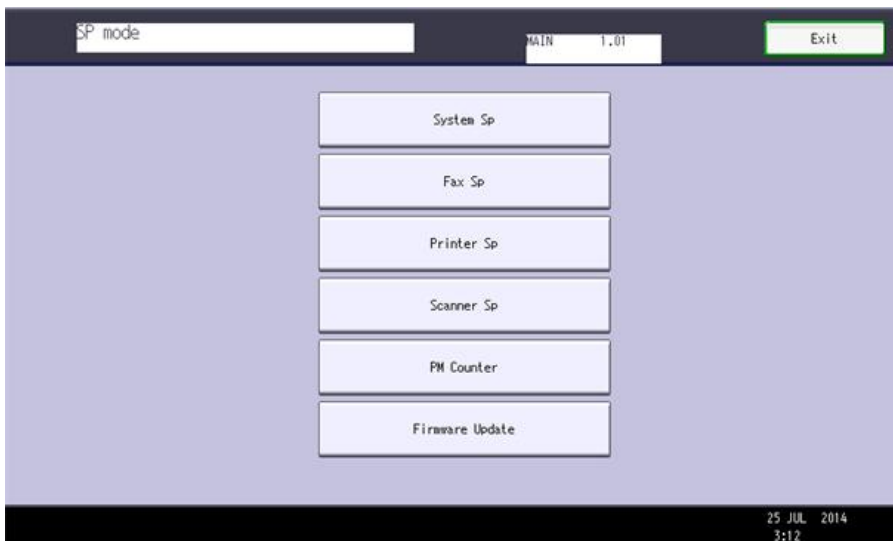 SP mode
MAIN 1.01
Exit
System Sp
Fax Sp
Printer Sp
Scanner Sp
PM Counter
Firmware Update
25 JUL 2014
3:12